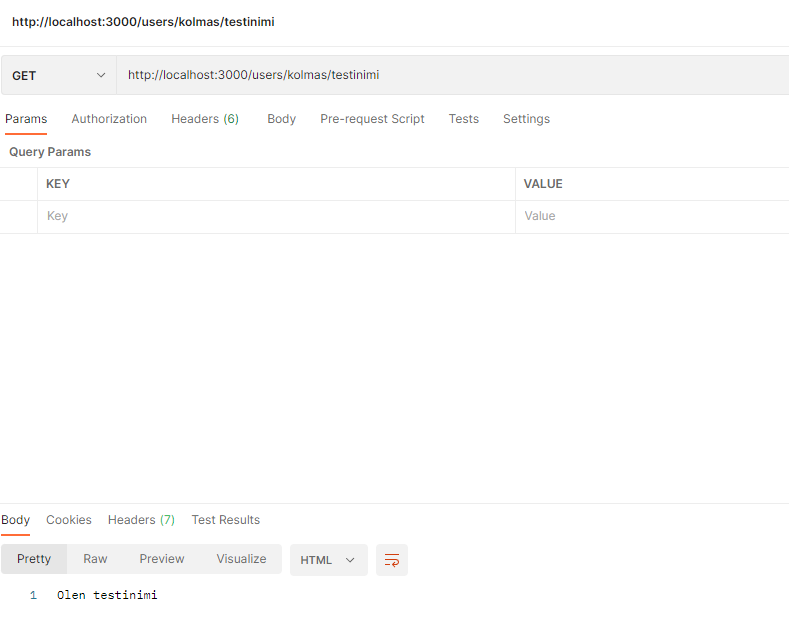 http://localhost:3000/users/kolmas/testinimi
GET http://localhost:3000/users/kolmas/testinimi
Params Authorization Headers (6) Body Pre-request Script Tests Settings
Query Params
KEY VALUE
Key Value
Body Cookies Headers (7) Test Results
Pretty Raw Preview Visualize HTML
1 Olen testinimi